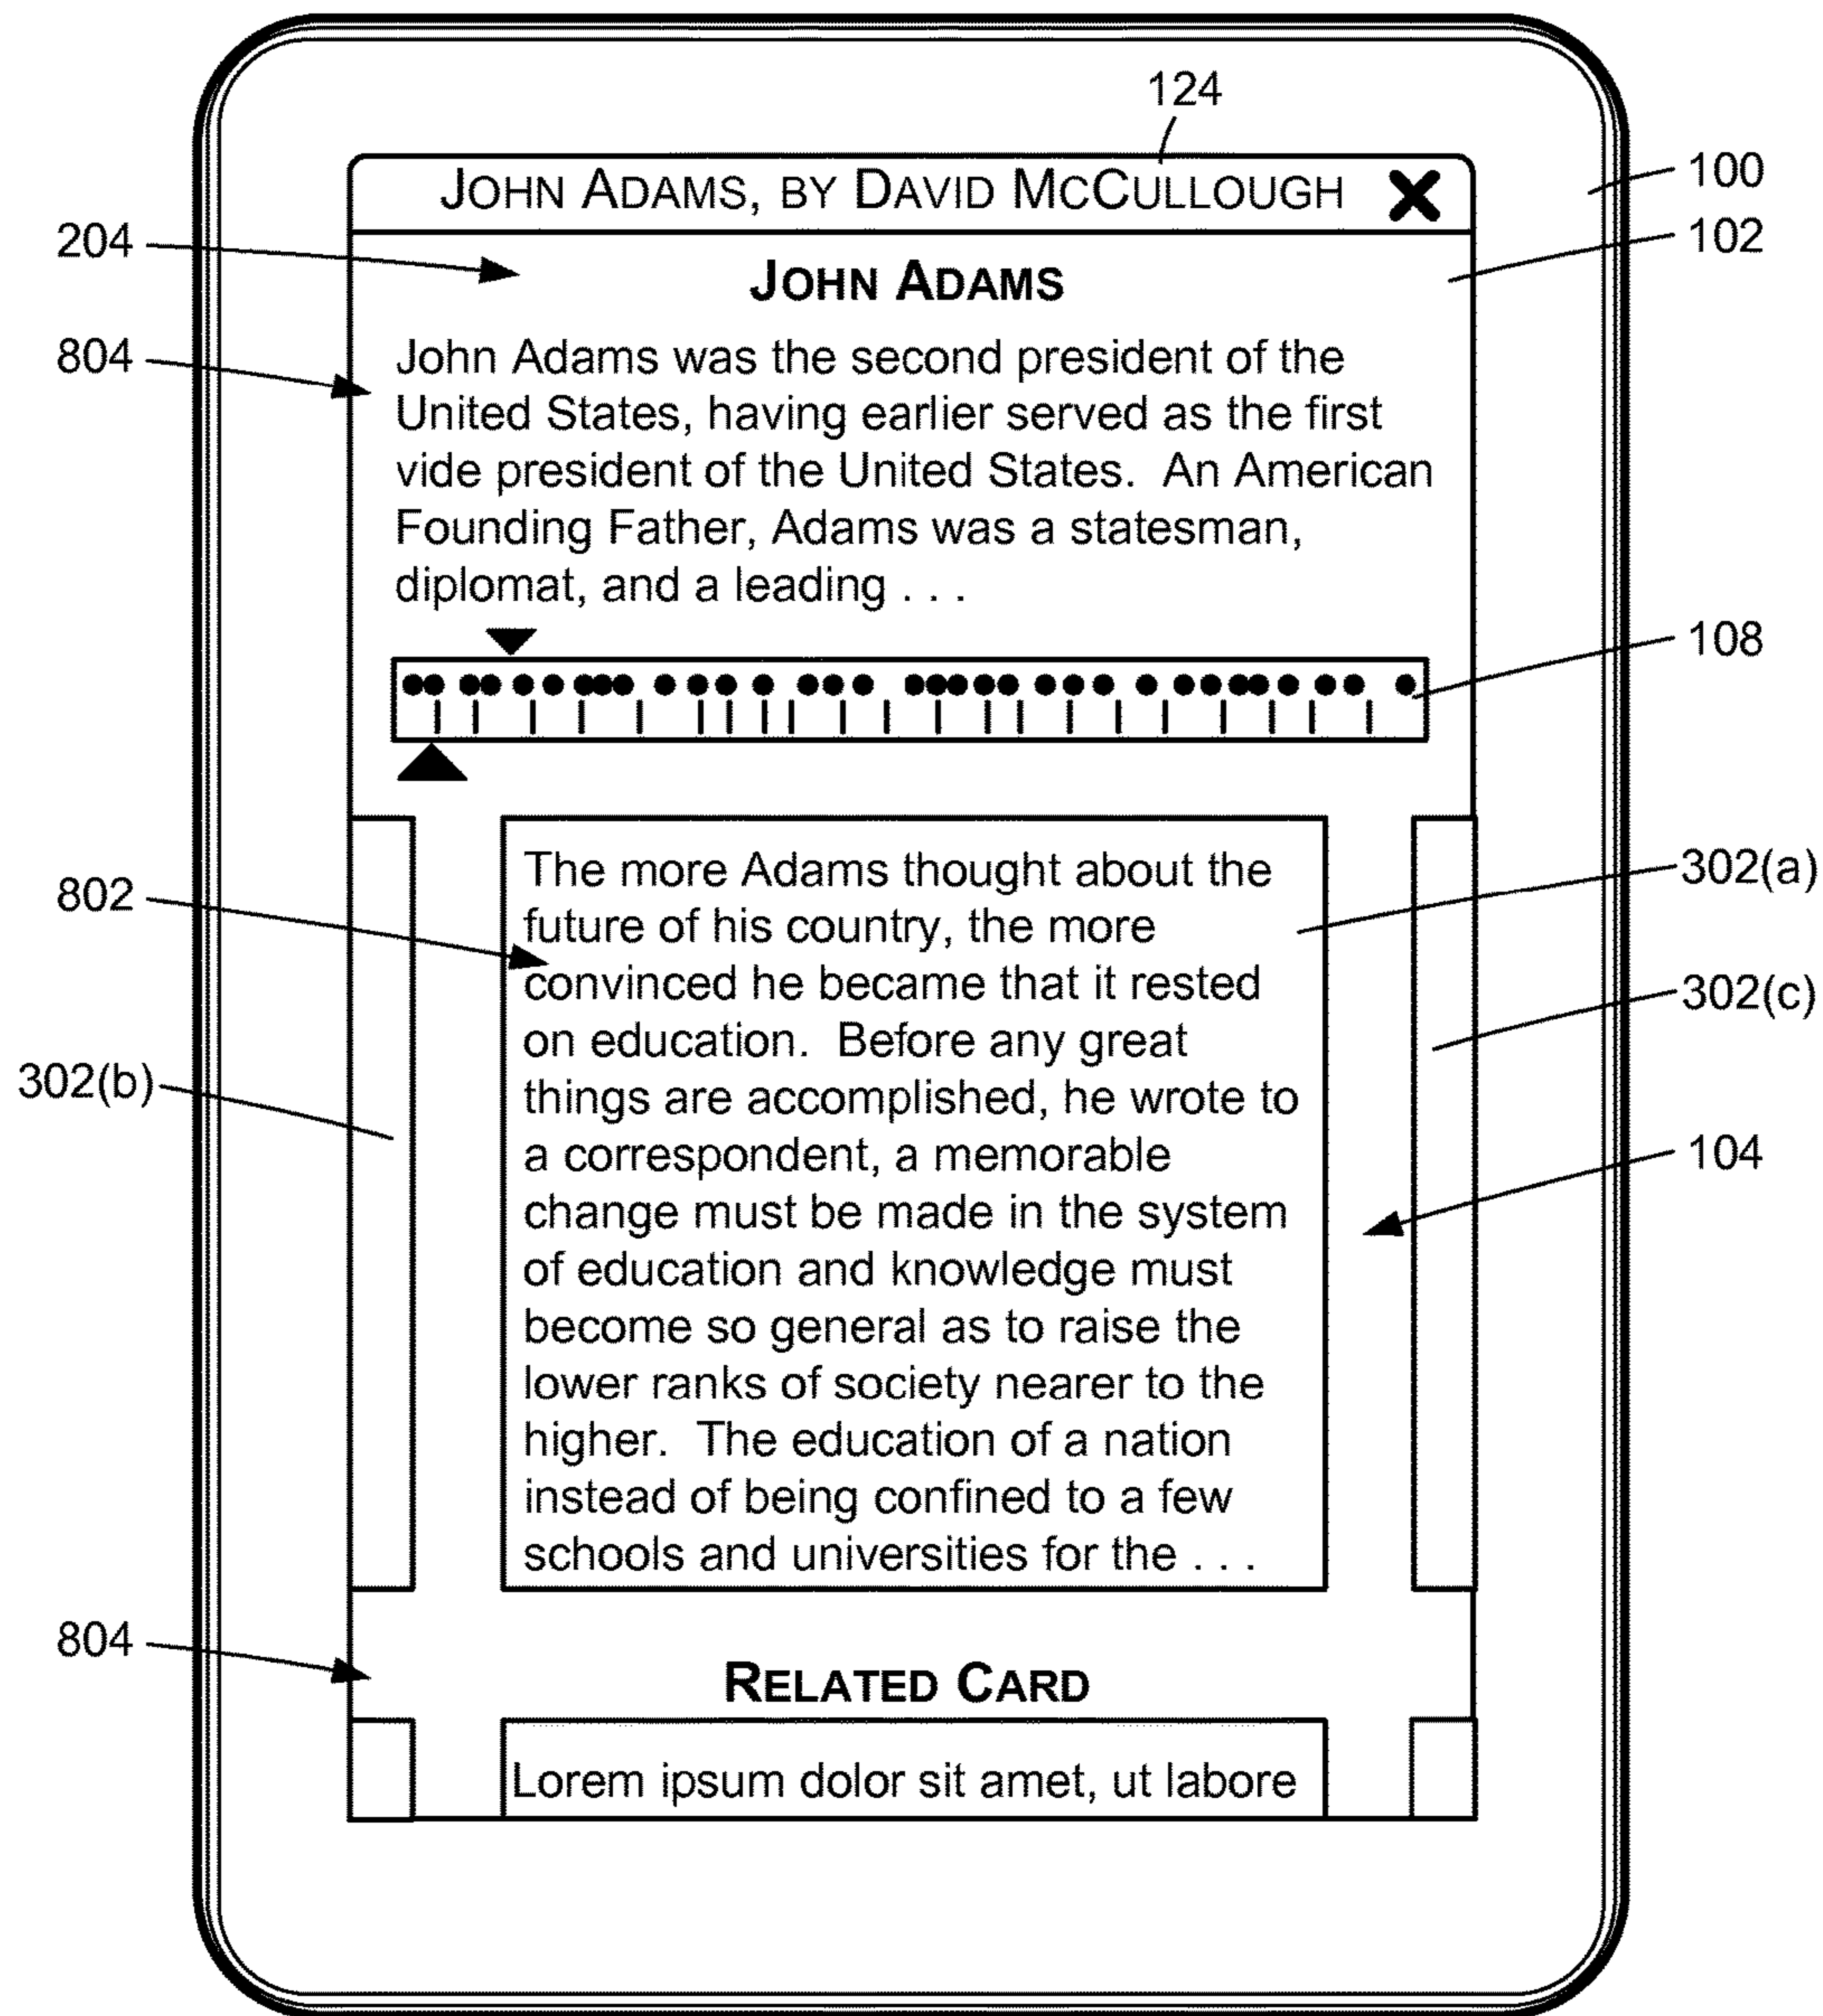 124
JOHN ADAMS, BY DAVID MCCULLOUGH
100
102
204
JOHN ADAMS
804
John Adams was the second president of the
United States, having earlier served as the first
vide president of the United States.  An American
Founding Father, Adams was a statesman,
diplomat, and a leading . . .
108
802
302(a)
302(c)
302(b)
104
The more Adams thought about the
future of his country, the more
convinced he became that it rested
on education.  Before any great
things are accomplished, he wrote to
a correspondent, a memorable
change must be made in the system
of education and knowledge must
become so general as to raise the
lower ranks of society nearer to the
higher.  The education of a nation
instead of being confined to a few
schools and universities for the . . .
804
RELATED CARD
Lorem ipsum dolor sit amet, ut labore